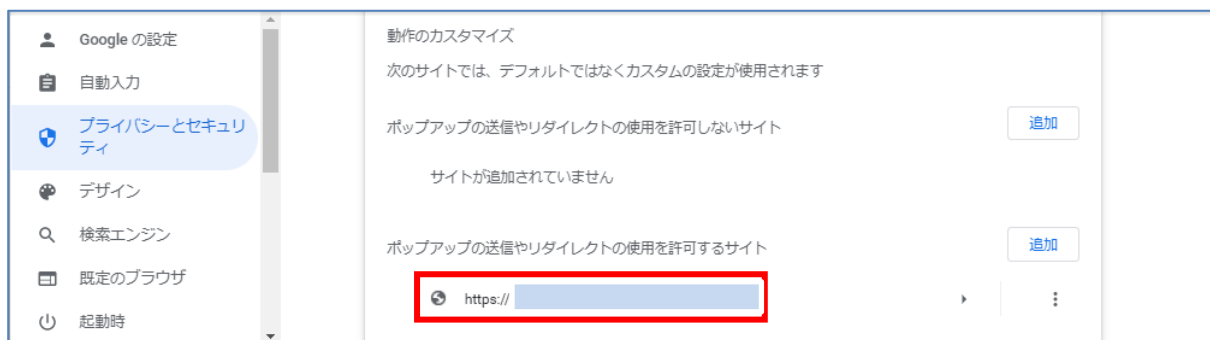 Google の設定
自動入力
プライバシーとセキュリ
ティ
デザイン
検索エンジン
既定のブラウザ
起動時
動作のカスタマイズ
次のサイトでは、デフォルトではなくカスタムの設定が使用されます
ポップアップの送信やリダイレクトの使用を許可しないサイト
追加
サイトが追加されていません
ポップアップの送信やリダイレクトの使用を許可するサイト
追加
https://